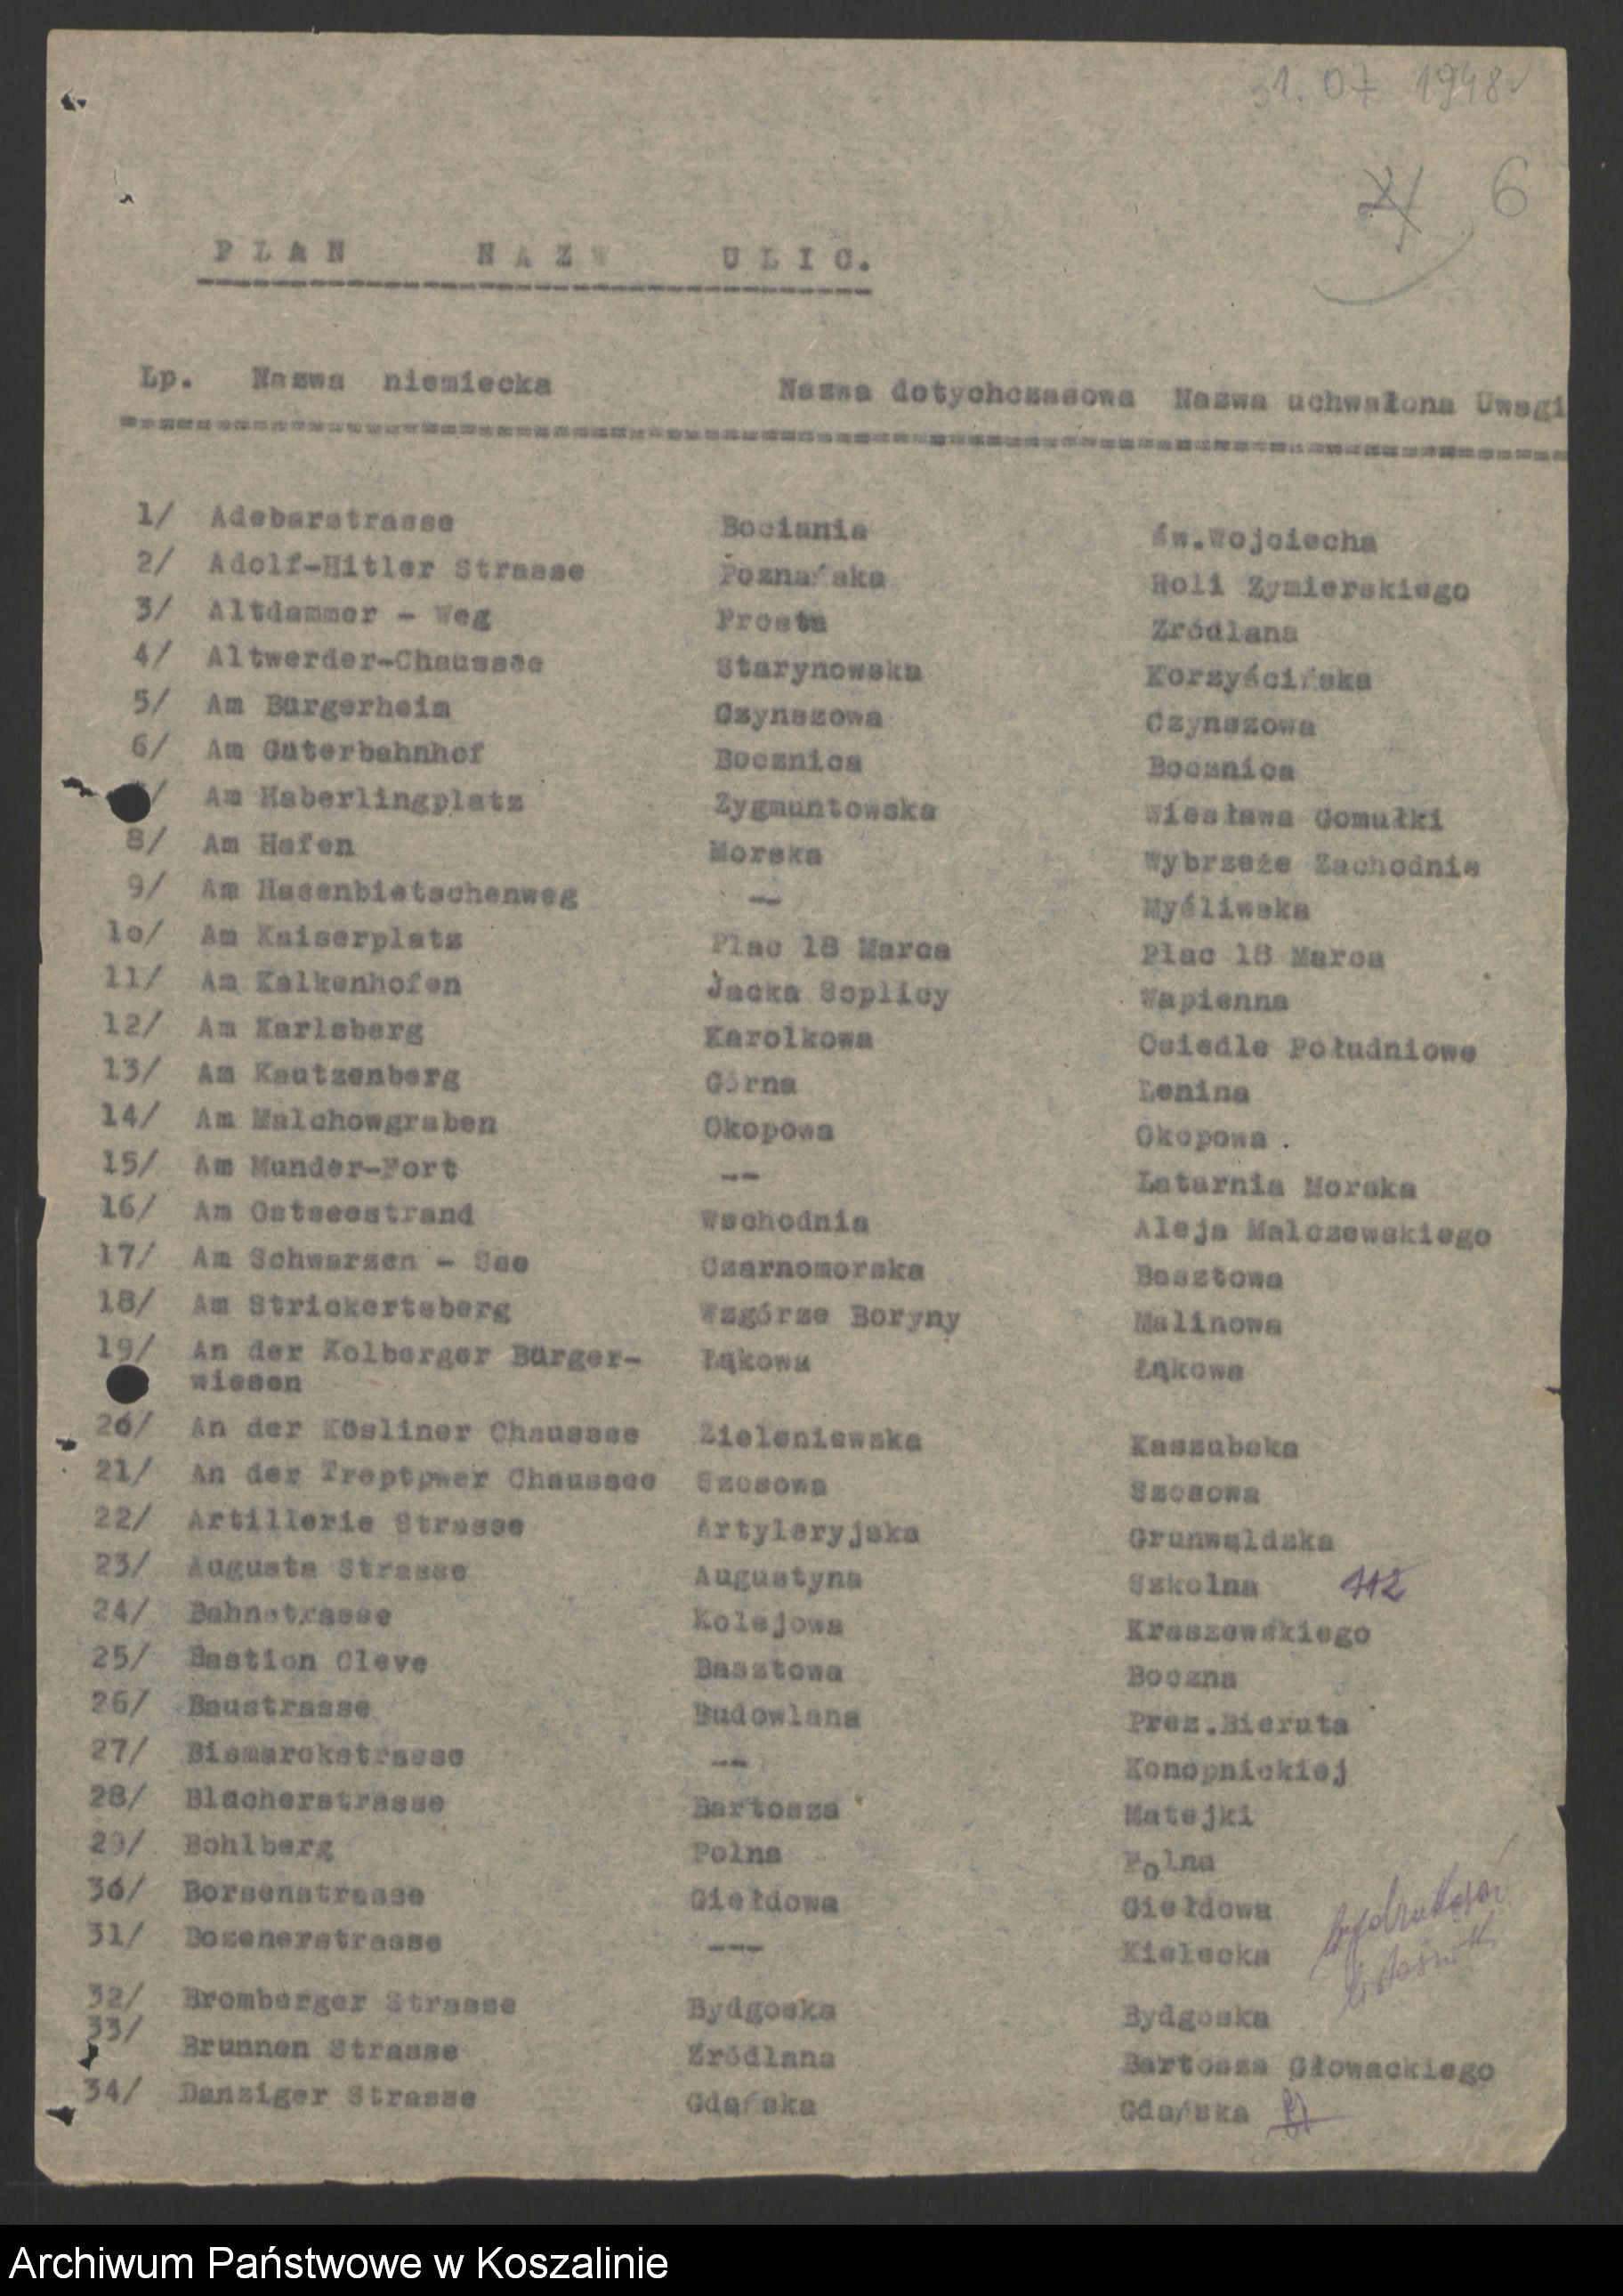 31.07 1948
6
PLAN NAZW ULIC.
Lp. Nazwa niemiecka Nazwa dotychczasowa Nazwa uchwalona Uwagi
1/ Adebarstrasse Bociania św.Wojciecha
2/ Adolf-Hitler Strasse Poznańska Roli Zymierskiego
3/ Altdammer - Weg Prosta Źródlana
4/ Altwerder-Chaussee Starynowska Korzyścińska
5/ Am Burgerheim Czynszowa Czynszowa
6/ Am Guterbahnhof Bocznica Bocznica
/ Am Haberlingplatz Zygmuntowska Wiesława Gomułki
8/ Am Hafen Morska Wybrzeże Zachodnie
9/ Am Hasenbietschenweg -- Myśliwska
1o/ Am Kaiserplatz Plac 18 Marca Plac 18 Marca
11/ Am Kalkenhofen Jacka Soplicy Wapienna
12/ Am Karlsberg Karolkowa Osiedle Południowe
13/ Am Kautzenberg Górna Lenina
14/ Am Malchowgraben Okopowa Okopowa .
15/ Am Munder-Fort -- Latarnia Morska
16/ Am Ostseestrand Wschodnia Aleja Malczewskiego
17/ Am Schwarzen - See Czarnomorska Basztowa
18/ Am Strickertsberg Wzgórze Boryny Malinowa
19/ An der Kolberger Bürger- Łąkowa Łąkowa
wiesen
20/ An der Kösliner Chaussee Zieleniewska Kaszubska
21/ An der Treptower Chaussee Szosowa Szosowa
22/ Artillerie Strasse Artyleryjska Grunwaldzka
23/ Augusta Strasse Augustyna Szkolna 112
24/ Bahnstrasse Kolejowa Kraszewskiego
25/ Bastion Cleve Basztowa Boczna
26/ Baustrasse Budowlana Prez.Bieruta
27/ Bismarckstrasse -- Konopnickiej
28/ Blucherstrasse Bartosza Matejki
29/ Bohlberg Polna Polna
30/ Borsenstrasse Giełdowa Giełdowa
31/ Bozenerstrasse --- Kielecka
32/ Bromberger Strasse Bydgoska Bydgoska
33/ Brunnen Strasse Źródlana Bartosza Głowackiego
34/ Danziger Strasse Gdańska Gdańska
Archiwum Państwowe w Koszalinie